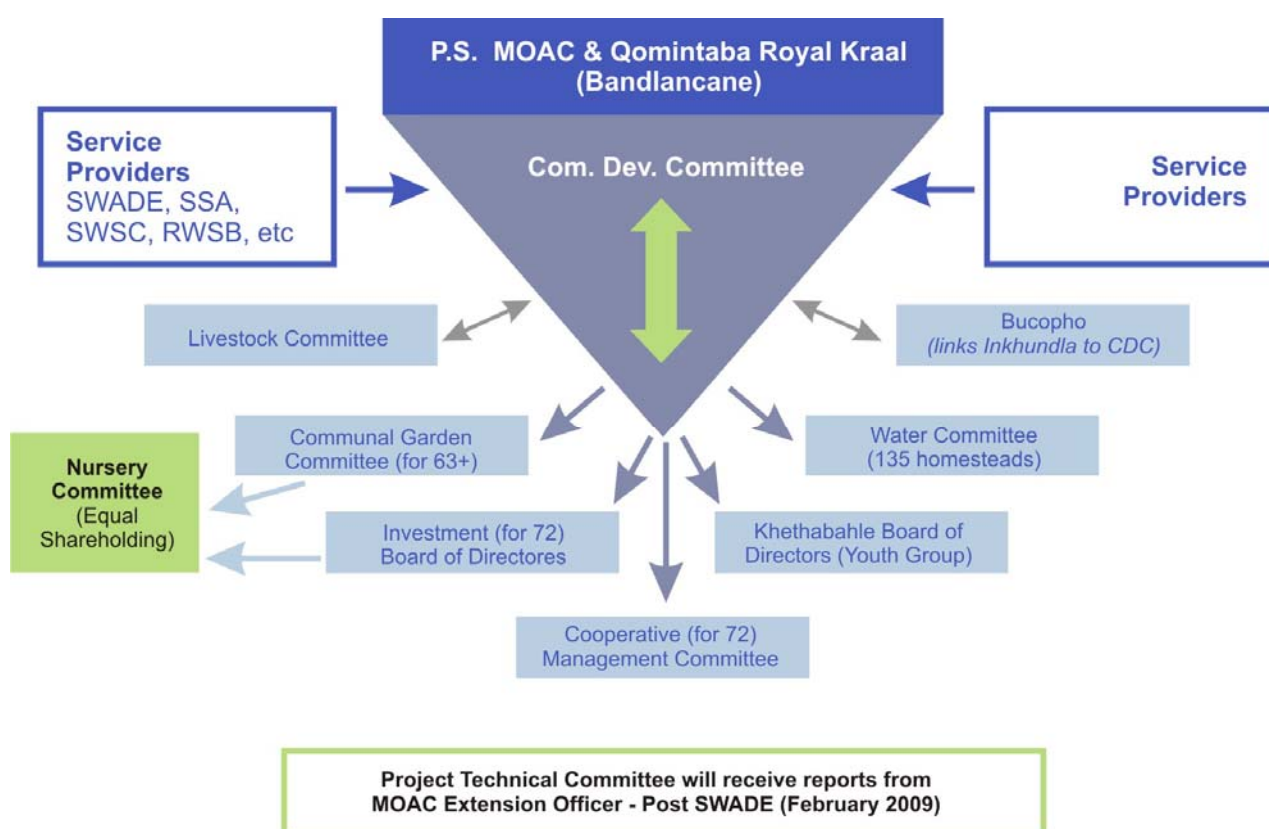 P.S. MOAC & Qomintaba Royal Kraal
(Bandlancane)
Service
Providers
SWADE, SSA,
SWSC, RWSB, etc
Com. Dev. Committee
Service
Providers
Livestock Committee
Bucopho
(links Inkhundla to CDC)
Communal Garden
Committee (for 63+)
Water Committee
(135 homesteads)
Nursery
Committee
(Equal
Shareholding)
Investment (for 72)
Board of Directores
Khethabahle Board of
Directors (Youth Group)
Cooperative (for 72)
Management Committee
Project Technical Committee will receive reports from
MOAC Extension Officer - Post SWADE (February 2009)